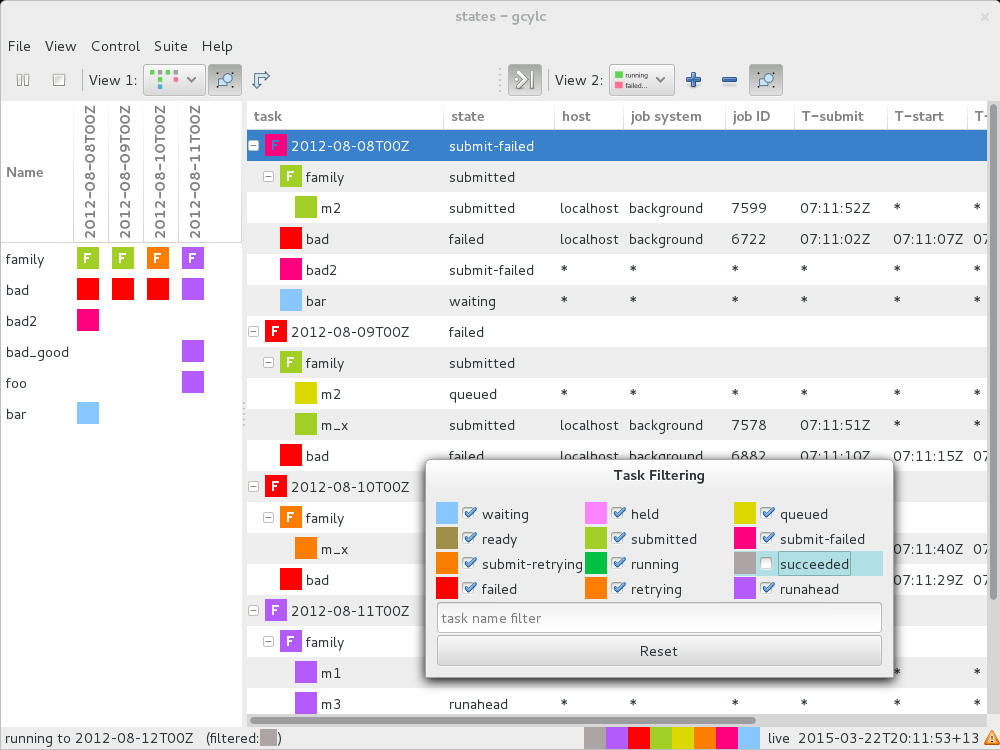 states – gcylc
File View Control Suite Help
View 1: View 2: running failed...
Name 2012-08-08T00Z 2012-08-09T00Z 2012-08-10T00Z 2012-08-11T00Z
family F F F F
bad
bad2
bad_good
foo
bar
task state host job system job ID T-submit T-start T-
F 2012-08-08T00Z submit-failed
F family submitted
m2 submitted localhost background 7599 07:11:52Z * *
bad failed localhost background 6722 07:11:02Z 07:11:07Z 07
bad2 submit-failed * * * * * *
bar waiting * * * * * *
F 2012-08-09T00Z failed
F family submitted
m2 queued * * * * * *
m_x submitted localhost background 7578 07:11:51Z * *
bad failed localhost background 6882 07:11:10Z 07:11:15Z 07
F 2012-08-10T00Z
F family
m_x 07:11:40Z *
bad 07:11:29Z 07
F 2012-08-11T00Z
F family
m1 * *
m3 runahead * * * * * *
Task Filtering
waiting held queued
ready submitted submit-failed
submit-retrying running succeeded
failed retrying runahead
task name filter
Reset
running to 2012-08-12T00Z (filtered: ) live 2015-03-22T20:11:53+13